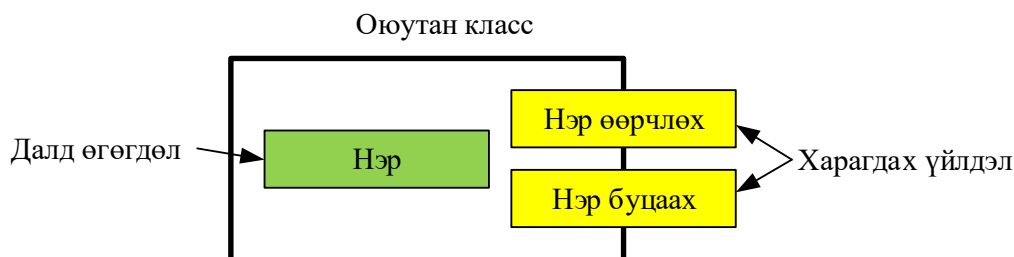 Оюутан класс
Нэр өөрчлөх
Далд өгөгдөл
Нэр
Харагдах үйлдэл
Нэр буцаах